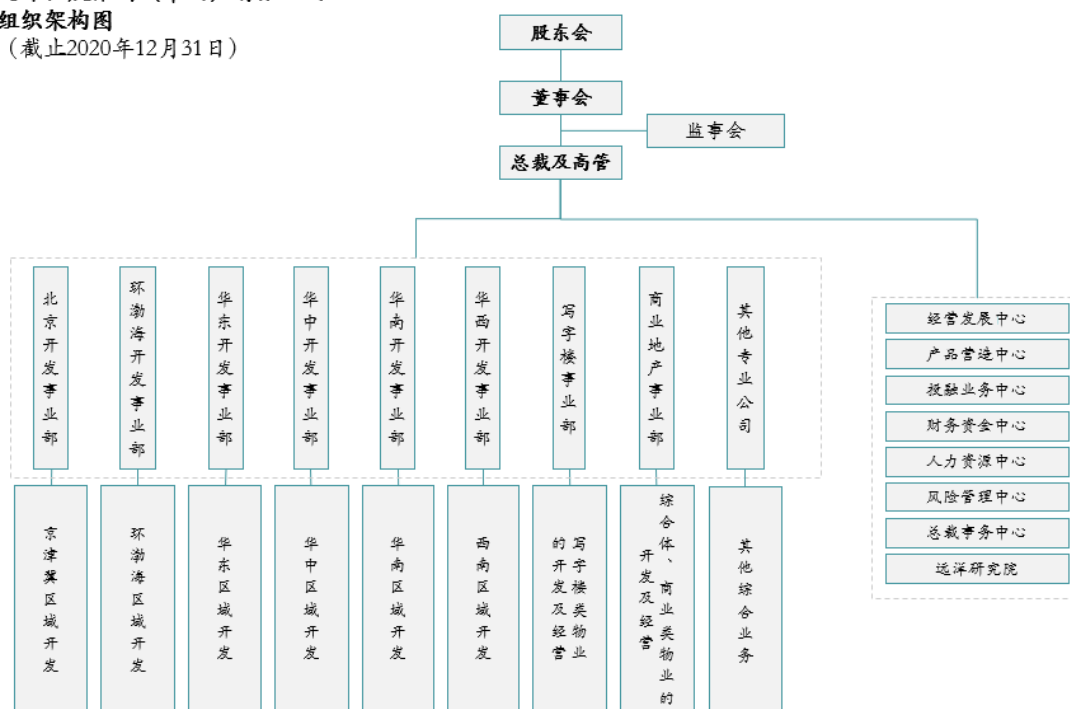 组织架构图
（截止2020年12月31日）
股东会
董事会
监事会
总裁及高管
北京开发事业部
环渤海开发事业部
华东开发事业部
华中开发事业部
华南开发事业部
华西开发事业部
写字楼事业部
商业地产事业部
其他专业公司
京津冀区域开发
环渤海区域开发
华东区域开发
华中区域开发
华南区域开发
西南区域开发
写字楼类物业
的开发及经营
综合体、商业类物业的
开发及经营
其他综合业务
经营发展中心
产品营造中心
投融业务中心
财务资金中心
人力资源中心
风险管理中心
总裁事务中心
远洋研究院